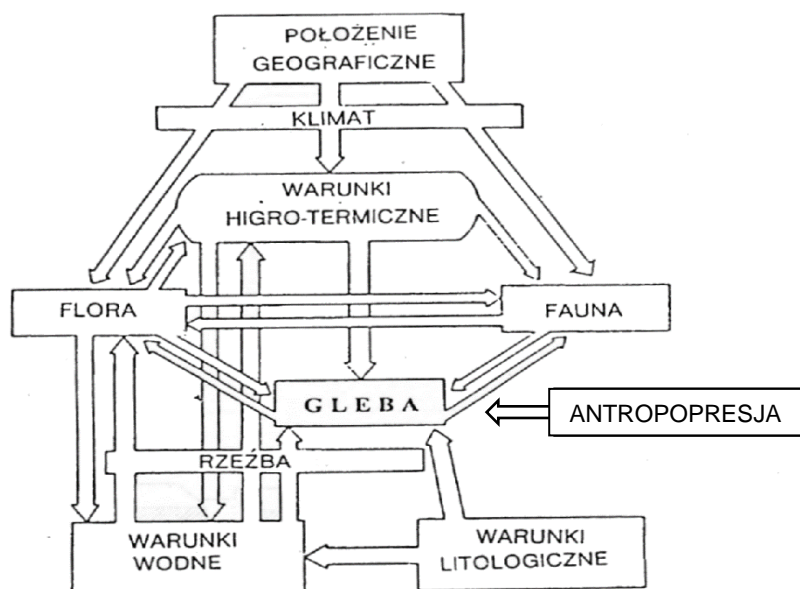 POŁOŻENIE
GEOGRAFICZNE
KLIMAT
WARUNKI
HIGRO-TERMICZNE
FLORA
FAUNA
GLEBA
ANTROPOPRESJA
RZEŹBA
WARUNKI
WODNE
WARUNKI
LITOLOGICZNE